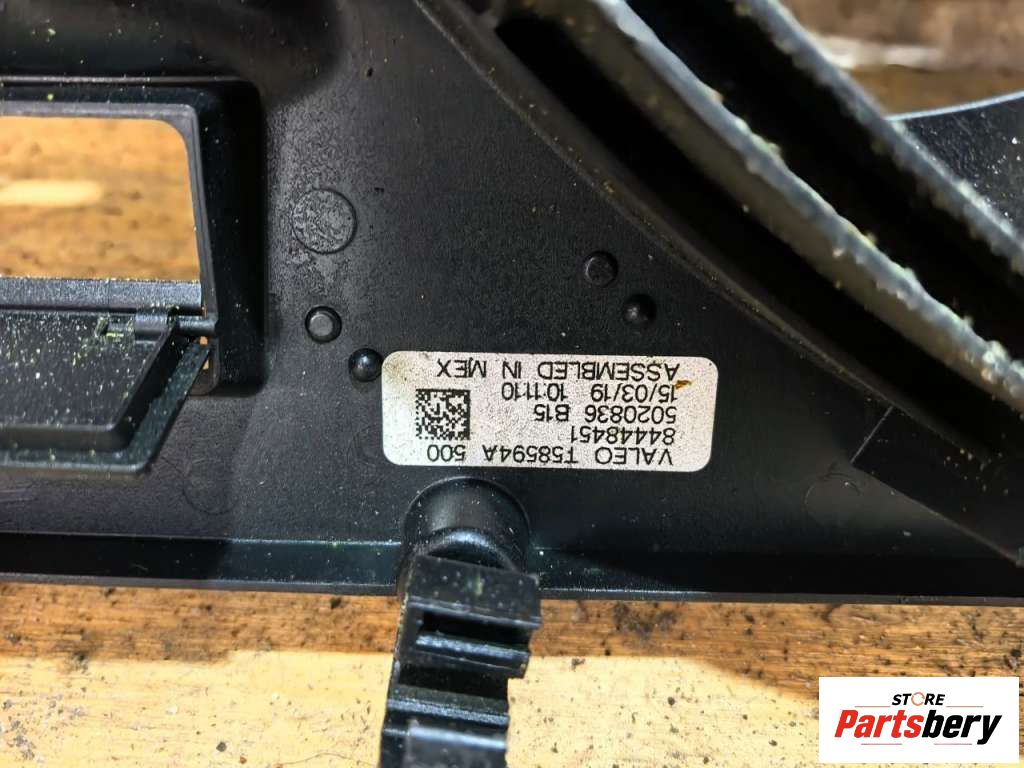 VALEO T58594A 500
84448451
5020836 B15
15/03/19 10:11:10
ASSEMBLED IN MEX
STORE
Partsbery